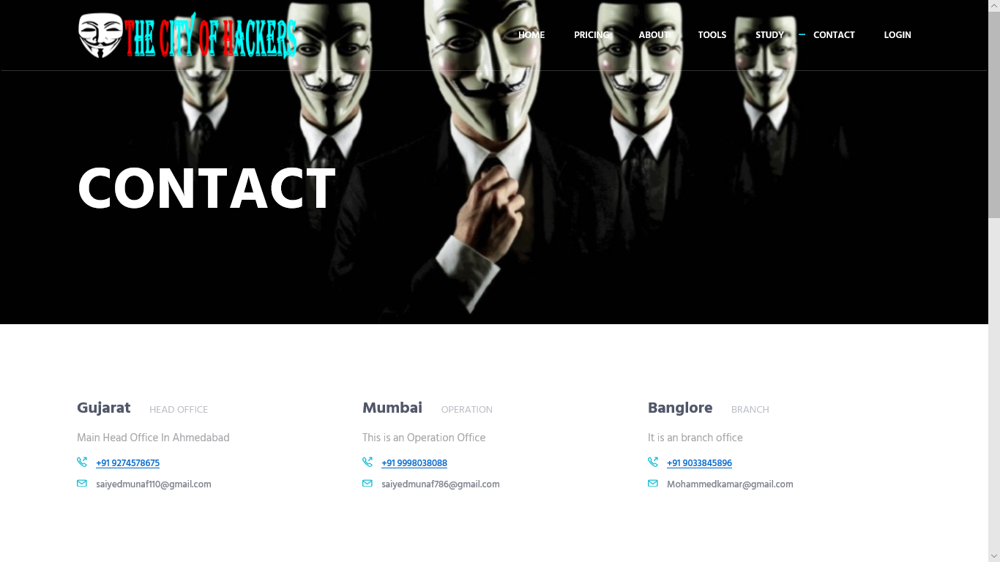 THE CITY OF HACKERS
HOME PRICING ABOUT TOOLS STUDY CONTACT LOGIN
CONTACT
Gujarat HEAD OFFICE
Main Head Office In Ahmedabad
+91 9274578675
saiyedmunaf110@gmail.com
Mumbai OPERATION
This is an Operation Office
+91 9998038088
saiyedmunaf786@gmail.com
Banglore BRANCH
It is an branch office
+91 9033845896
Mohammedkamar@gmail.com